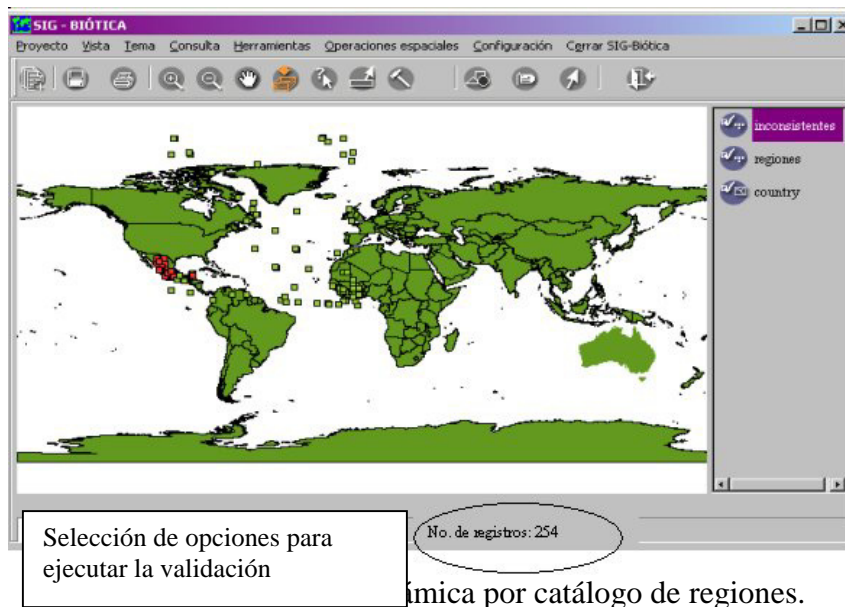 SIG - BIÓTICA
Proyecto Vista Tema Consulta Herramientas Operaciones espaciales Configuración Cerrar SIG-Biótica
inconsistentes
regiones
country
No. de registros: 254
Selección de opciones para
ejecutar la validación
ámica por catálogo de regiones.